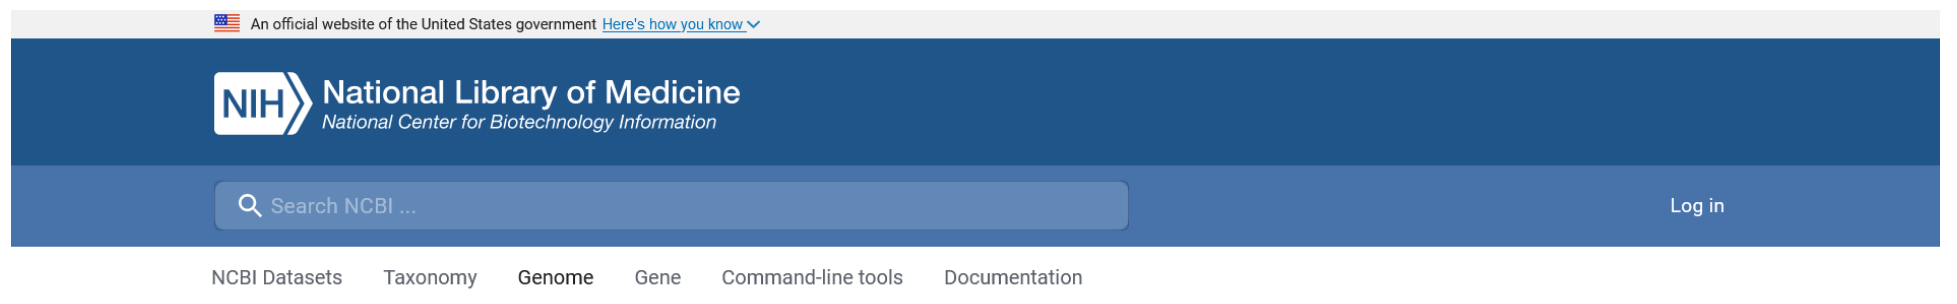 An official website of the United States government Here's how you know
NIH National Library of Medicine
National Center for Biotechnology Information
Search NCBI ...
Log in
NCBI Datasets Taxonomy Genome Gene Command-line tools Documentation